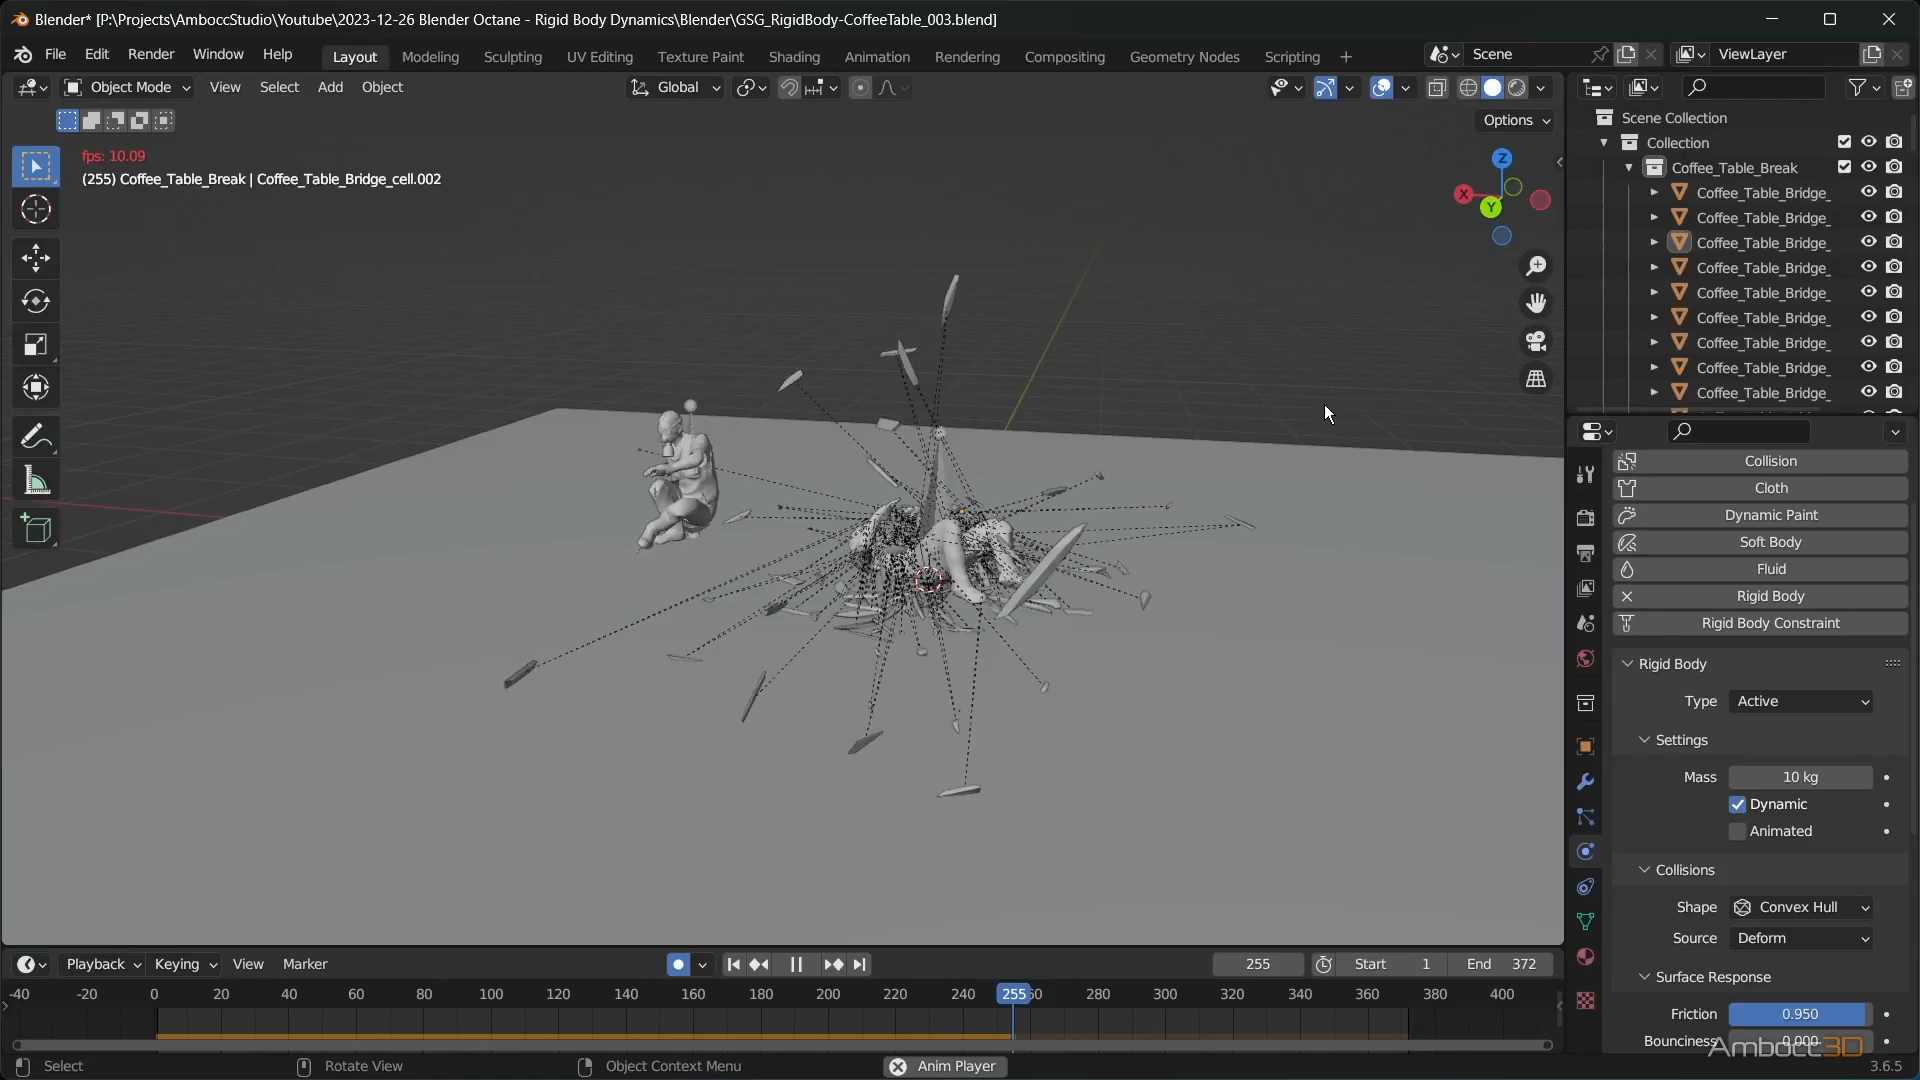 Blender* [P:\Projects\AmboccStudio\Youtube\2023-12-26 Blender Octane - Rigid Body Dynamics\Blender\GSG_RigidBody-CoffeeTable_003.blend]
File Edit Render Window Help Layout Modeling Sculpting UV Editing Texture Paint Shading Animation Rendering Compositing Geometry Nodes Scripting + Scene ViewLayer
Object Mode View Select Add Object Global
Options
fps: 10.09
(255) Coffee_Table_Break | Coffee_Table_Bridge_cell.002
Z
X
Y
Scene Collection
Collection
Coffee_Table_Break
Coffee_Table_Bridge_
Coffee_Table_Bridge_
Coffee_Table_Bridge_
Coffee_Table_Bridge_
Coffee_Table_Bridge_
Coffee_Table_Bridge_
Coffee_Table_Bridge_
Coffee_Table_Bridge_
Coffee_Table_Bridge_
Collision
Cloth
Dynamic Paint
Soft Body
Fluid
Rigid Body
Rigid Body Constraint
Rigid Body
Type Active
Settings
Mass 10 kg
Dynamic
Animated
Collisions
Shape Convex Hull
Source Deform
Surface Response
Friction 0.950
Bounciness 0.000
Playback Keying View Marker 255 Start 1 End 372
-40 -20 0 20 40 60 80 100 120 140 160 180 200 220 240 255 280 300 320 340 360 380 400
Select Rotate View Object Context Menu Anim Player 3.6.5
Ambocc3D